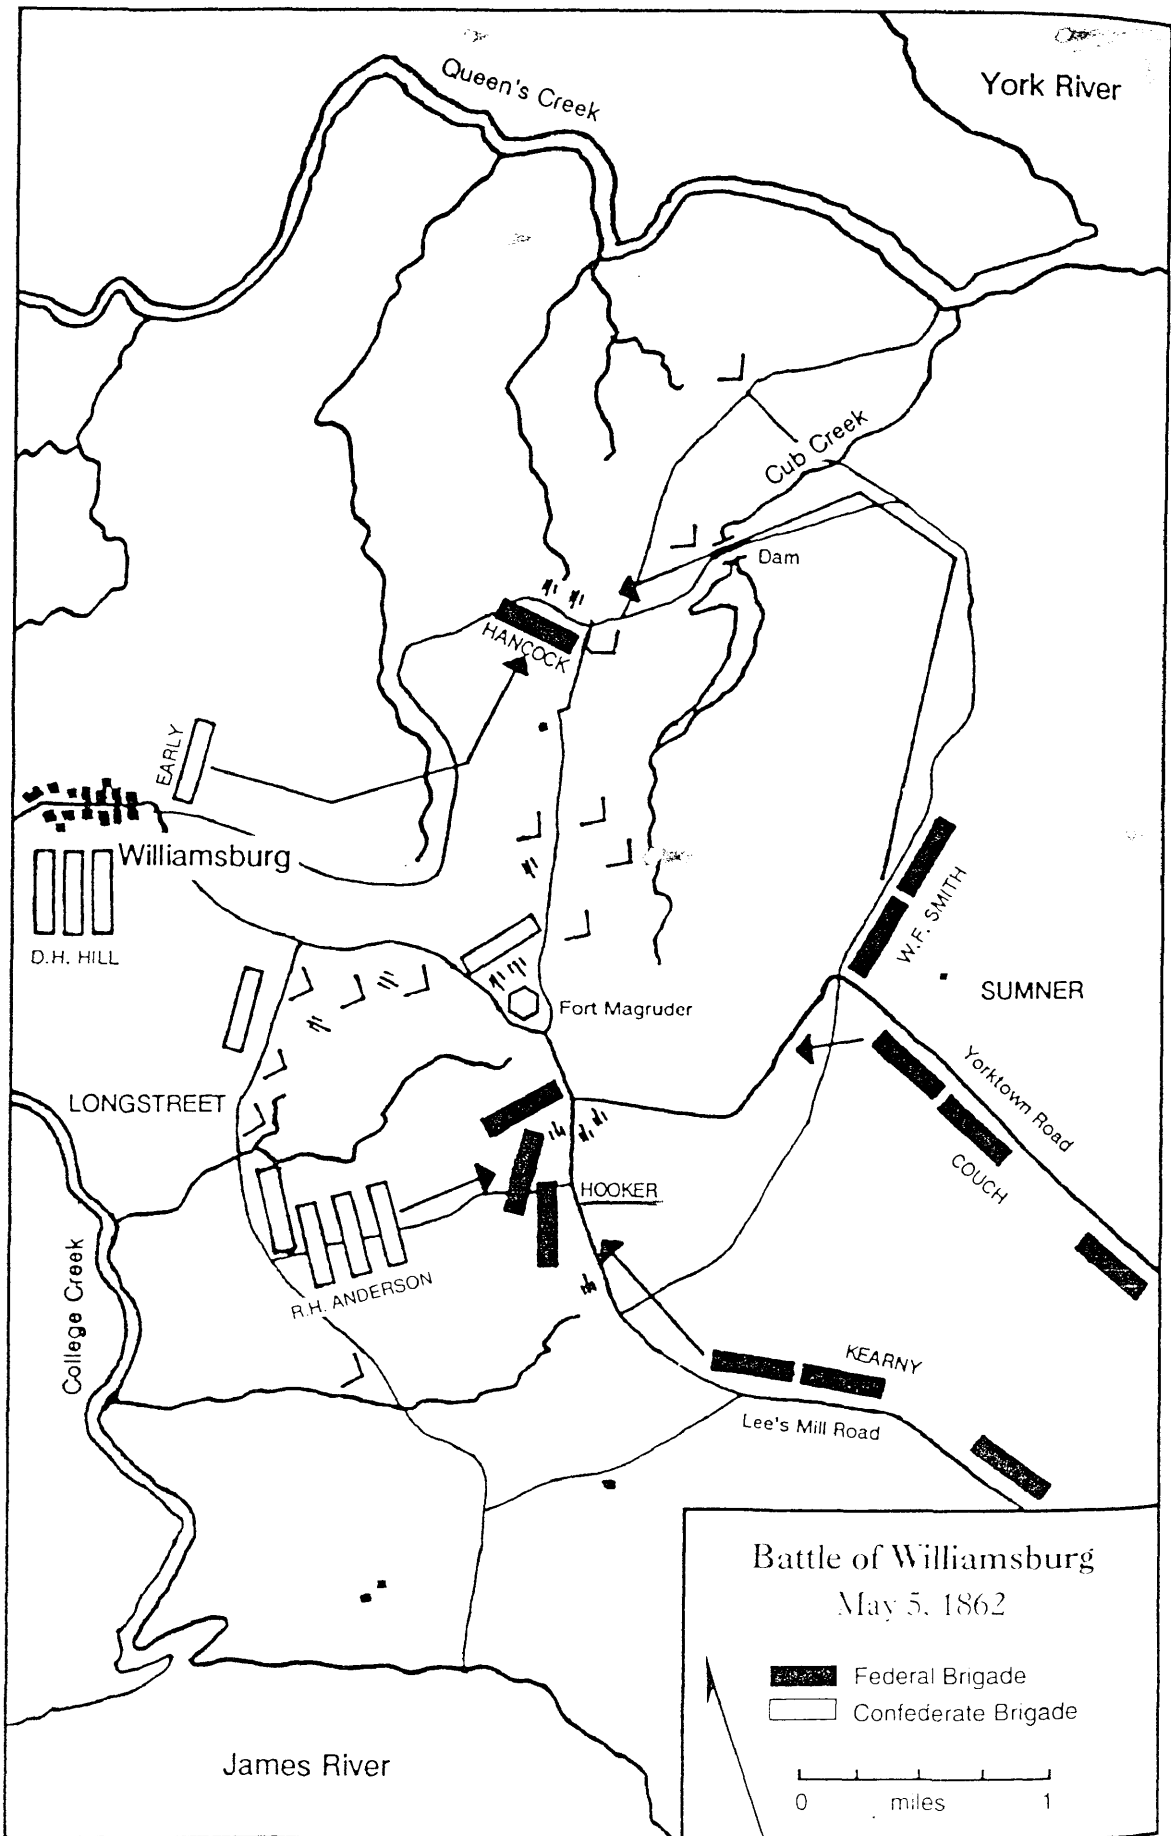 Queen's Creek
York River
Cub Creek
Dam
HANCOCK
EARLY
Williamsburg
D.H. HILL
W.F. SMITH
SUMNER
Fort Magruder
Yorktown Road
LONGSTREET
COUCH
HOOKER
R.H. ANDERSON
College Creek
KEARNY
Lee's Mill Road
Battle of Williamsburg
May 5, 1862
Federal Brigade
Confederate Brigade
0 miles 1
James River